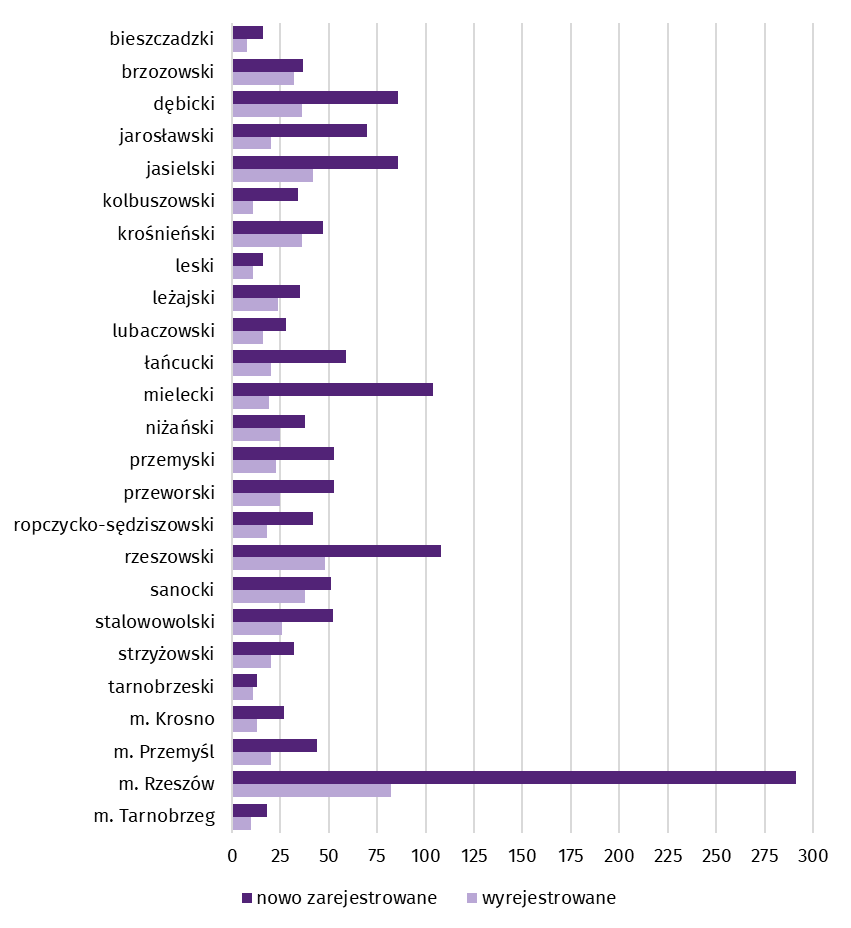 bieszczadzki
brzozowski
dębicki
jarosławski
jasielski
kolbuszowski
krośnieński
leski
leżajski
lubaczowski
łańcucki
mielecki
niżański
przemyski
przeworski
ropczycko-sędziszowski
rzeszowski
sanocki
stalowowolski
strzyżowski
tarnobrzeski
m. Krosno
m. Przemyśl
m. Rzeszów
m. Tarnobrzeg
0 25 50 75 100 125 150 175 200 225 250 275 300
nowo zarejestrowane wyrejestrowane